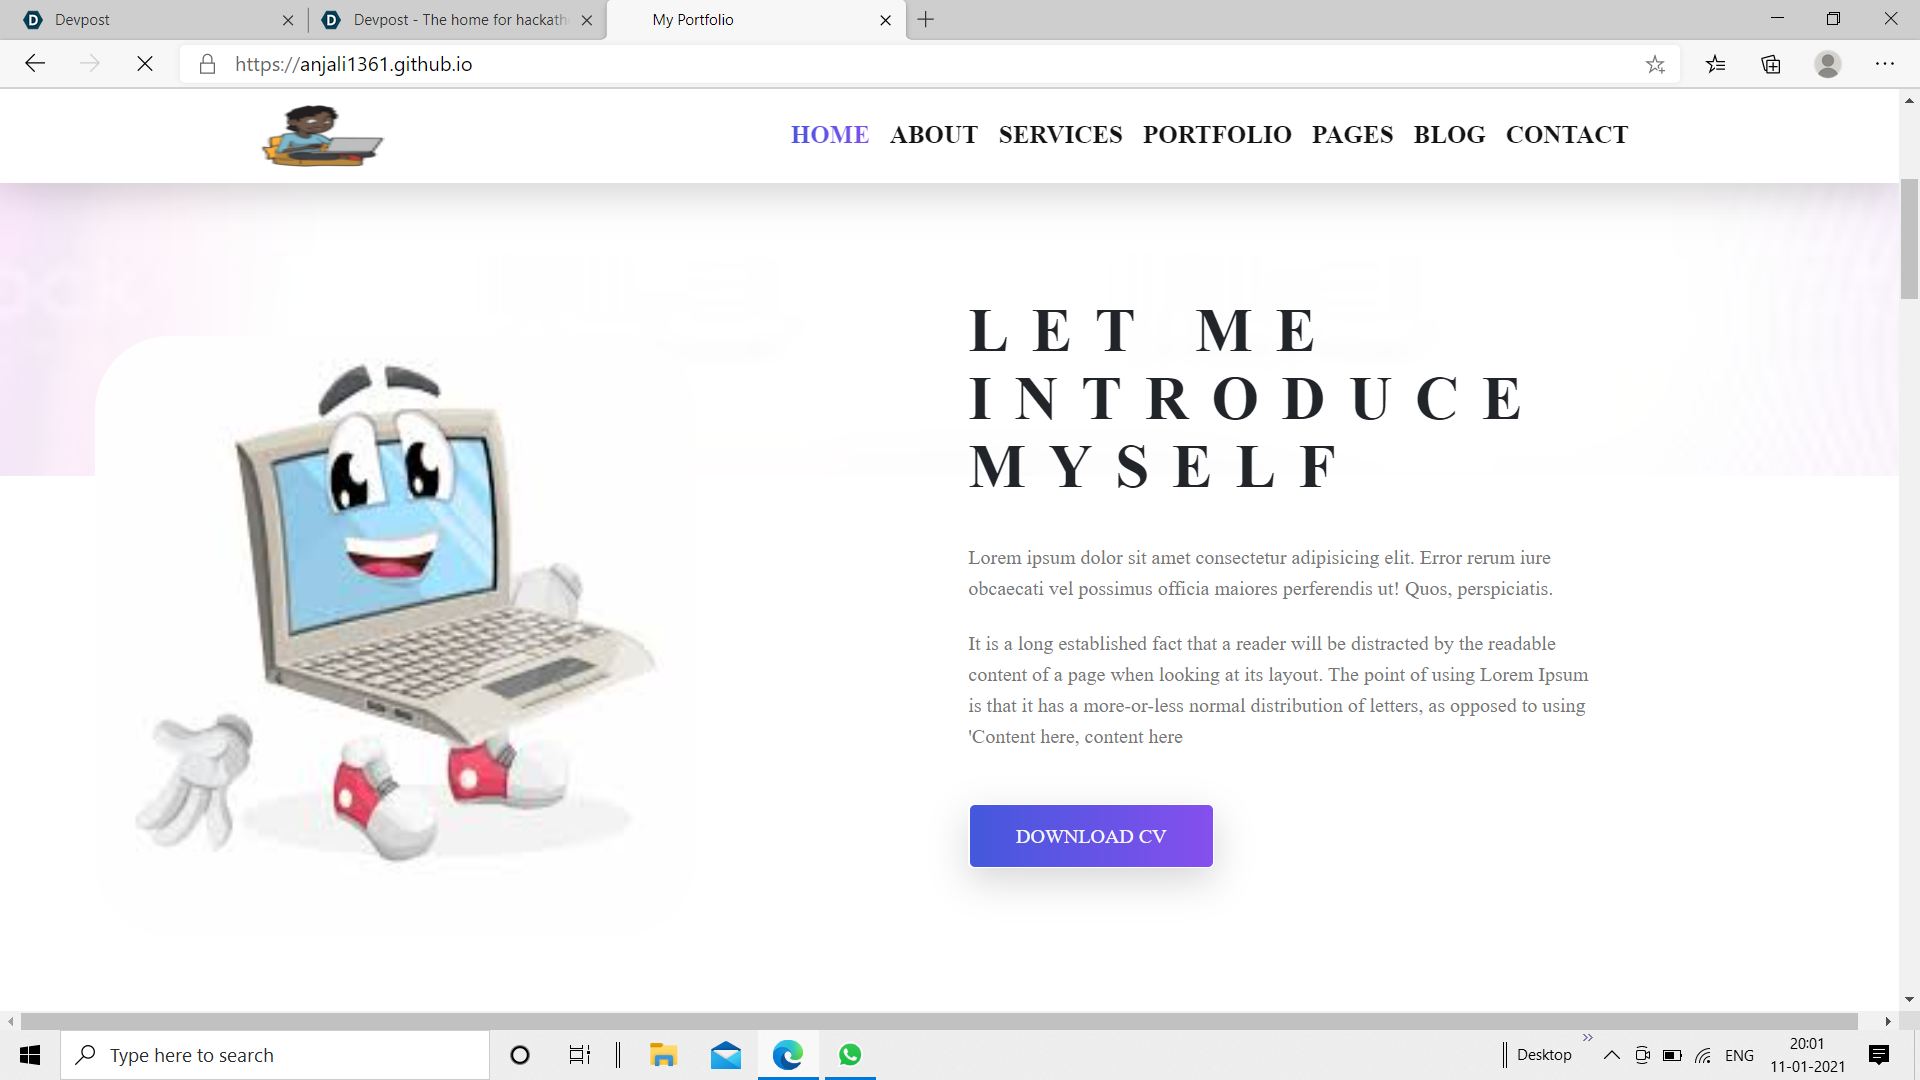 Devpost
Devpost - The home for hackath
My Portfolio
https://anjali1361.github.io
HOME ABOUT SERVICES PORTFOLIO PAGES BLOG CONTACT
LET ME
INTRODUCE
MYSELF
Lorem ipsum dolor sit amet consectetur adipisicing elit. Error rerum iure
obcaecati vel possimus officia maiores perferendis ut! Quos, perspiciatis.
It is a long established fact that a reader will be distracted by the readable
content of a page when looking at its layout. The point of using Lorem Ipsum
is that it has a more-or-less normal distribution of letters, as opposed to using
'Content here, content here
DOWNLOAD CV
Type here to search
Desktop
ENG
20:01
11-01-2021